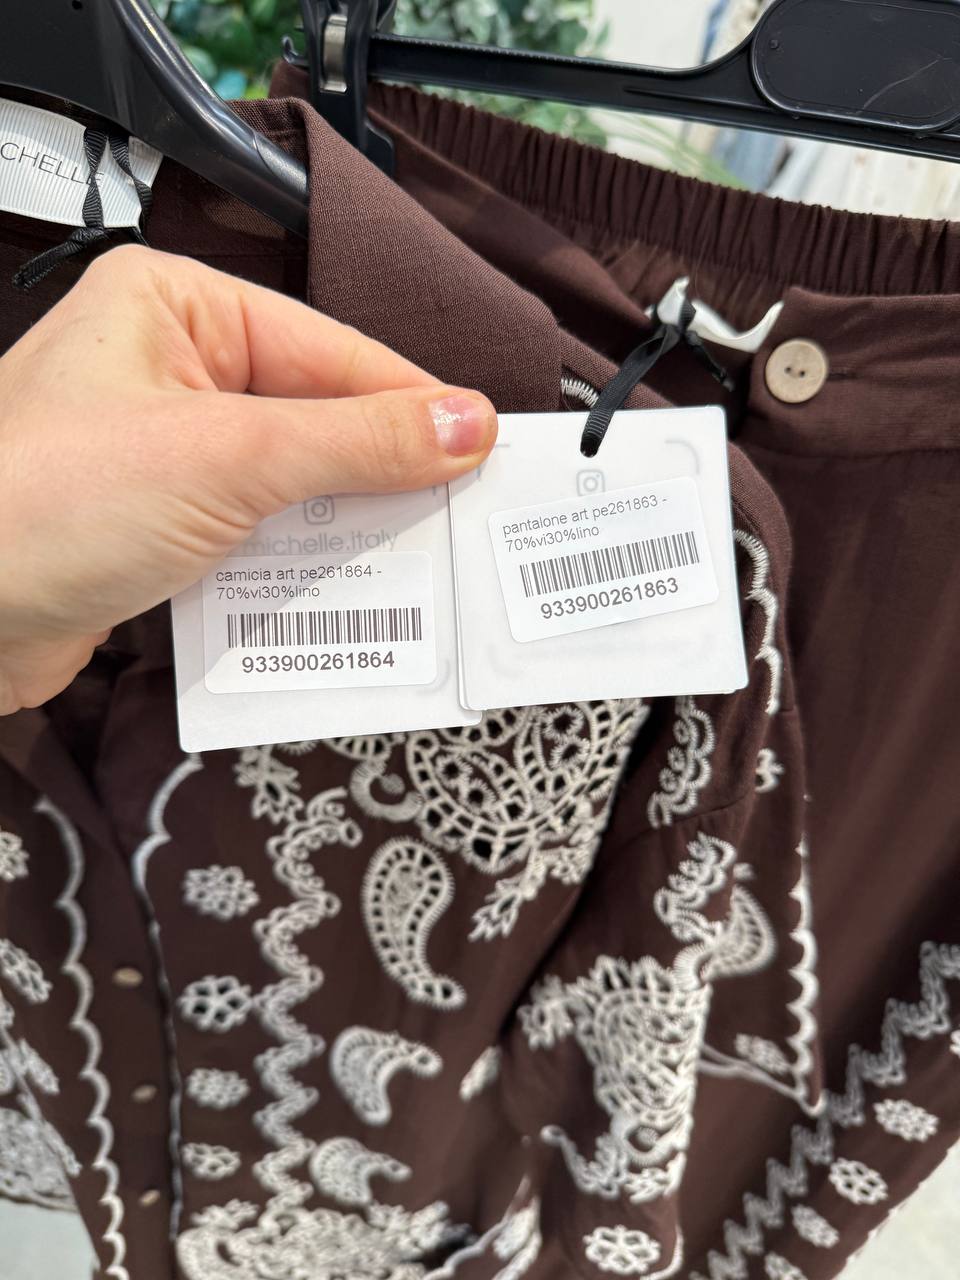 CHELLE
michelle.italy
camicia art pe261864 -
70%vi30%lino
933900261864
pantalone art pe261863 -
70%vi30%lino
933900261863